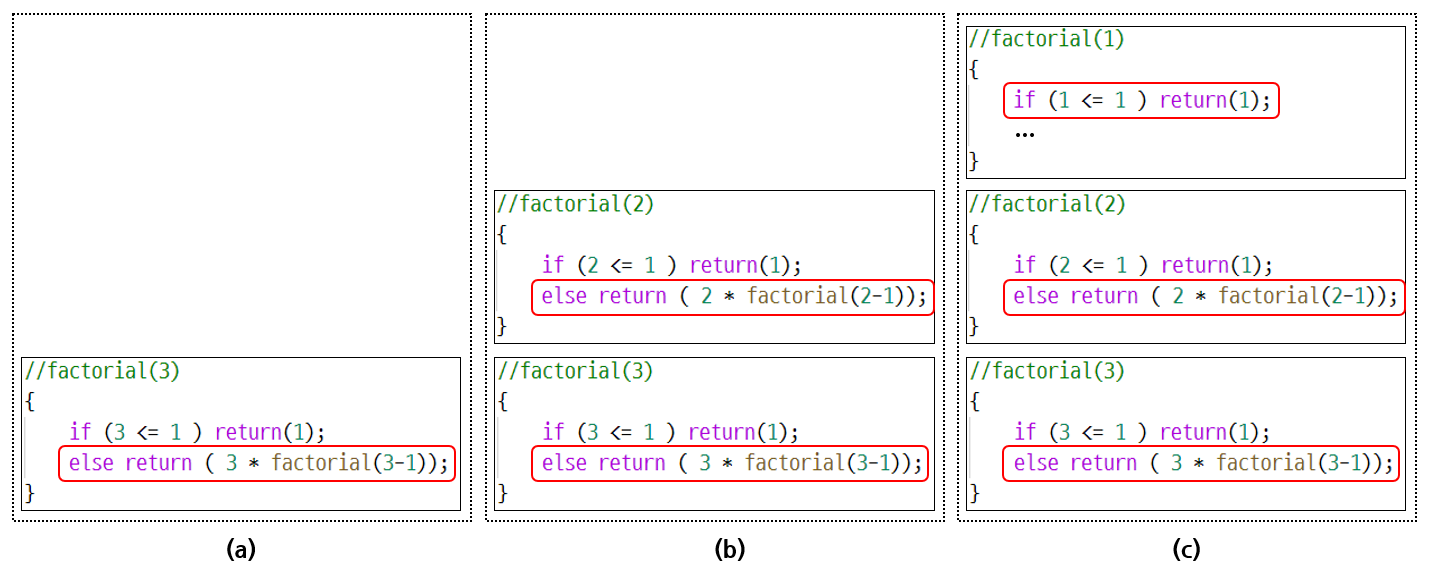 //factorial(3)
{
if (3 <= 1 ) return(1);
else return ( 3 * factorial(3-1));
}
(a)
//factorial(2)
{
if (2 <= 1 ) return(1);
else return ( 2 * factorial(2-1));
}
//factorial(3)
{
if (3 <= 1 ) return(1);
else return ( 3 * factorial(3-1));
}
(b)
//factorial(1)
{
if (1 <= 1 ) return(1);
...
}
//factorial(2)
{
if (2 <= 1 ) return(1);
else return ( 2 * factorial(2-1));
}
//factorial(3)
{
if (3 <= 1 ) return(1);
else return ( 3 * factorial(3-1));
}
(c)